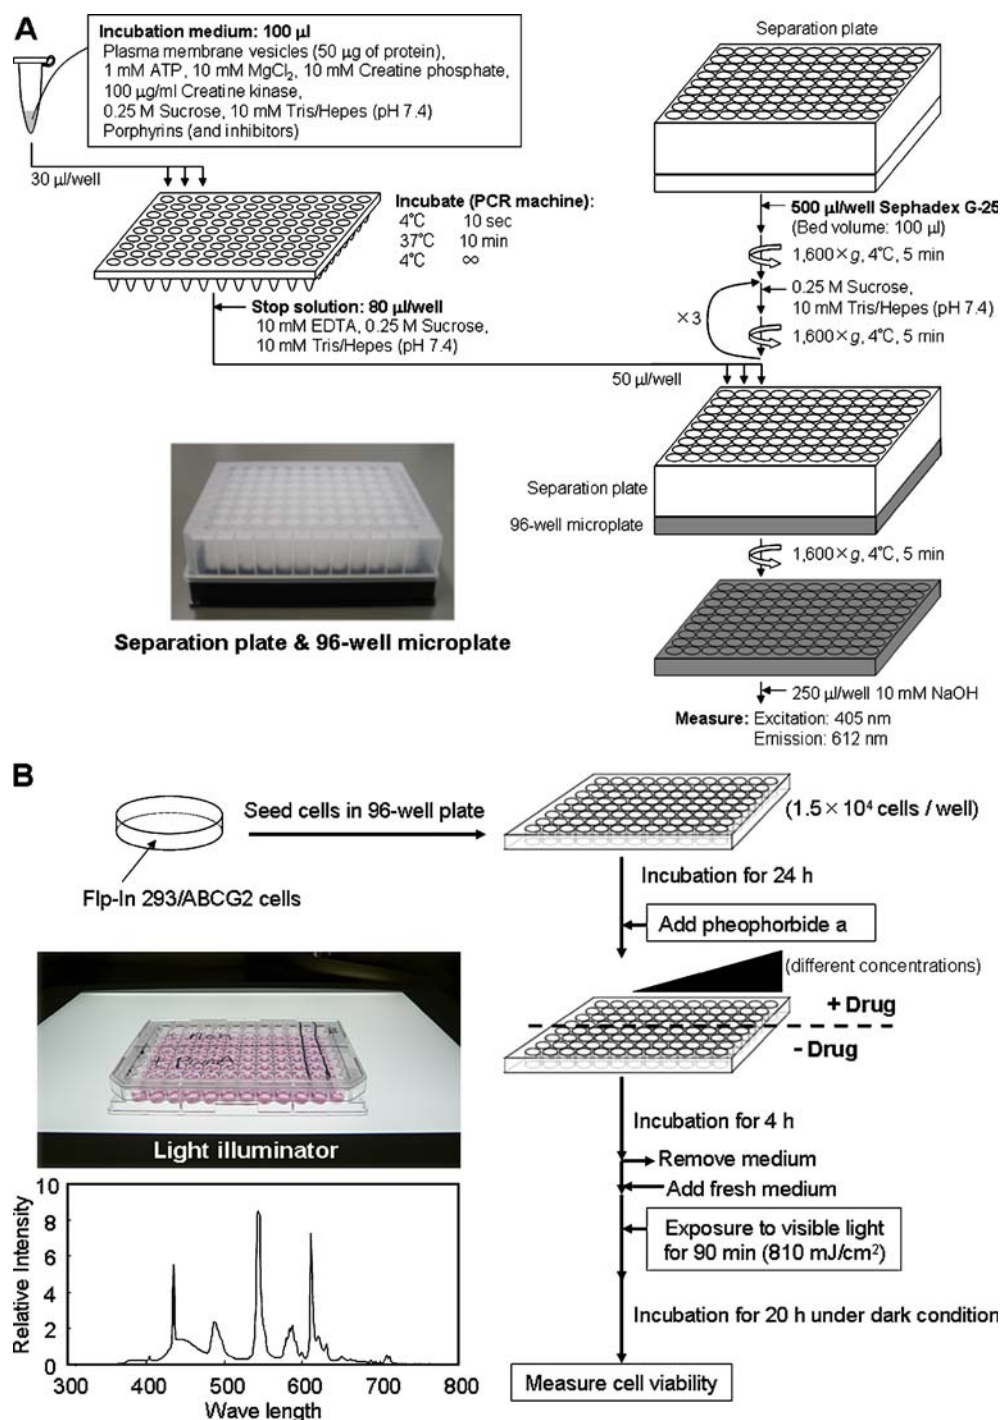 A
Incubation medium: 100 µl
Plasma membrane vesicles (50 µg of protein),
1 mM ATP, 10 mM MgCl₂, 10 mM Creatine phosphate,
100 µg/ml Creatine kinase,
0.25 M Sucrose, 10 mM Tris/Hepes (pH 7.4)
Porphyrins (and inhibitors)
30 µl/well
Incubate (PCR machine):
4°C 10 sec
37°C 10 min
4°C ∞
Stop solution: 80 µl/well
10 mM EDTA, 0.25 M Sucrose,
10 mM Tris/Hepes (pH 7.4)
Separation plate
500 µl/well Sephadex G-25
(Bed volume: 100 µl)
1,600×g, 4°C, 5 min
0.25 M Sucrose,
10 mM Tris/Hepes (pH 7.4)
×3
1,600×g, 4°C, 5 min
50 µl/well
Separation plate
96-well microplate
1,600×g, 4°C, 5 min
Separation plate & 96-well microplate
250 µl/well 10 mM NaOH
Measure: Excitation: 405 nm
Emission: 612 nm
B
Seed cells in 96-well plate
(1.5×10⁴ cells / well)
Flp-In 293/ABCG2 cells
Incubation for 24 h
Add pheophorbide a
(different concentrations)
+ Drug
- Drug
Light illuminator
Incubation for 4 h
Remove medium
Add fresh medium
Exposure to visible light
for 90 min (810 mJ/cm²)
Incubation for 20 h under dark condition
Measure cell viability
Relative Intensity
10
8
6
4
2
0
300 400 500 600 700 800
Wave length